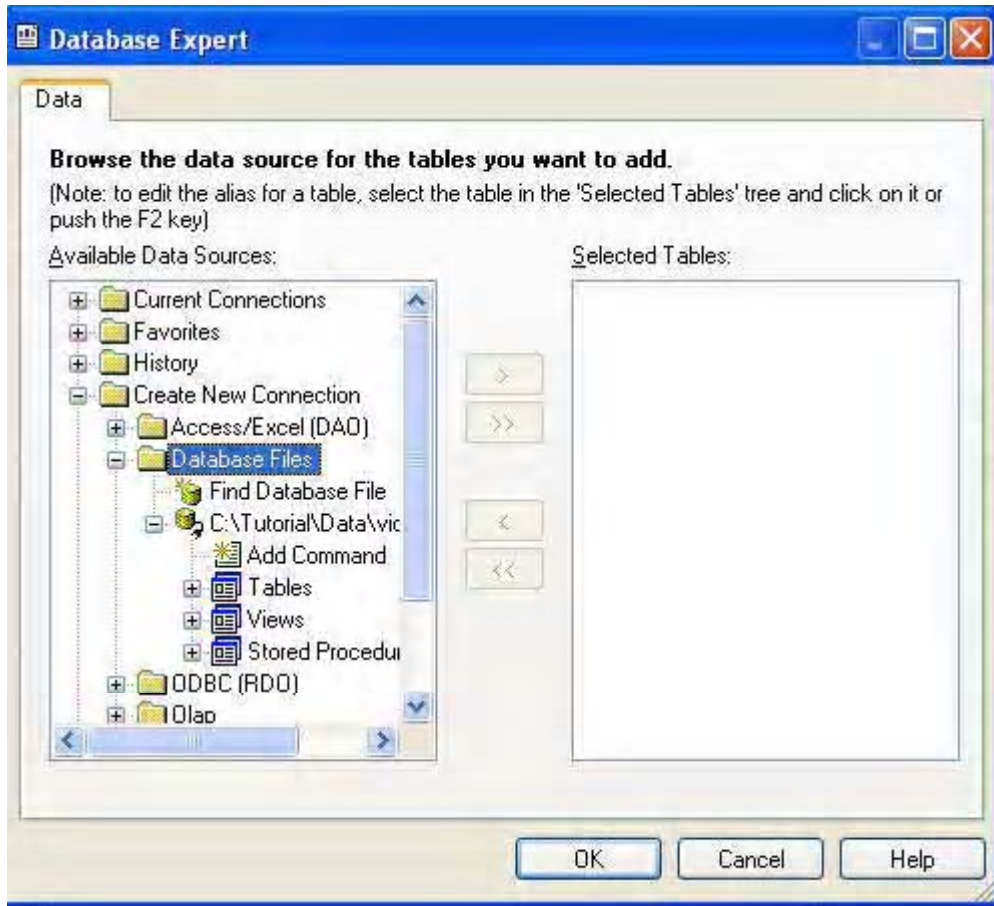 Database Expert
Data
Browse the data source for the tables you want to add.
(Note: to edit the alias for a table, select the table in the 'Selected Tables' tree and click on it or
push the F2 key)
Available Data Sources:
Selected Tables:
Current Connections
Favorites
History
Create New Connection
Access/Excel (DAO)
Database Files
Find Database File
C:\Tutorial\Data\vic
Add Command
Tables
Views
Stored Procedur
ODBC (RDO)
Olap
>
>>
<
<<
OK
Cancel
Help